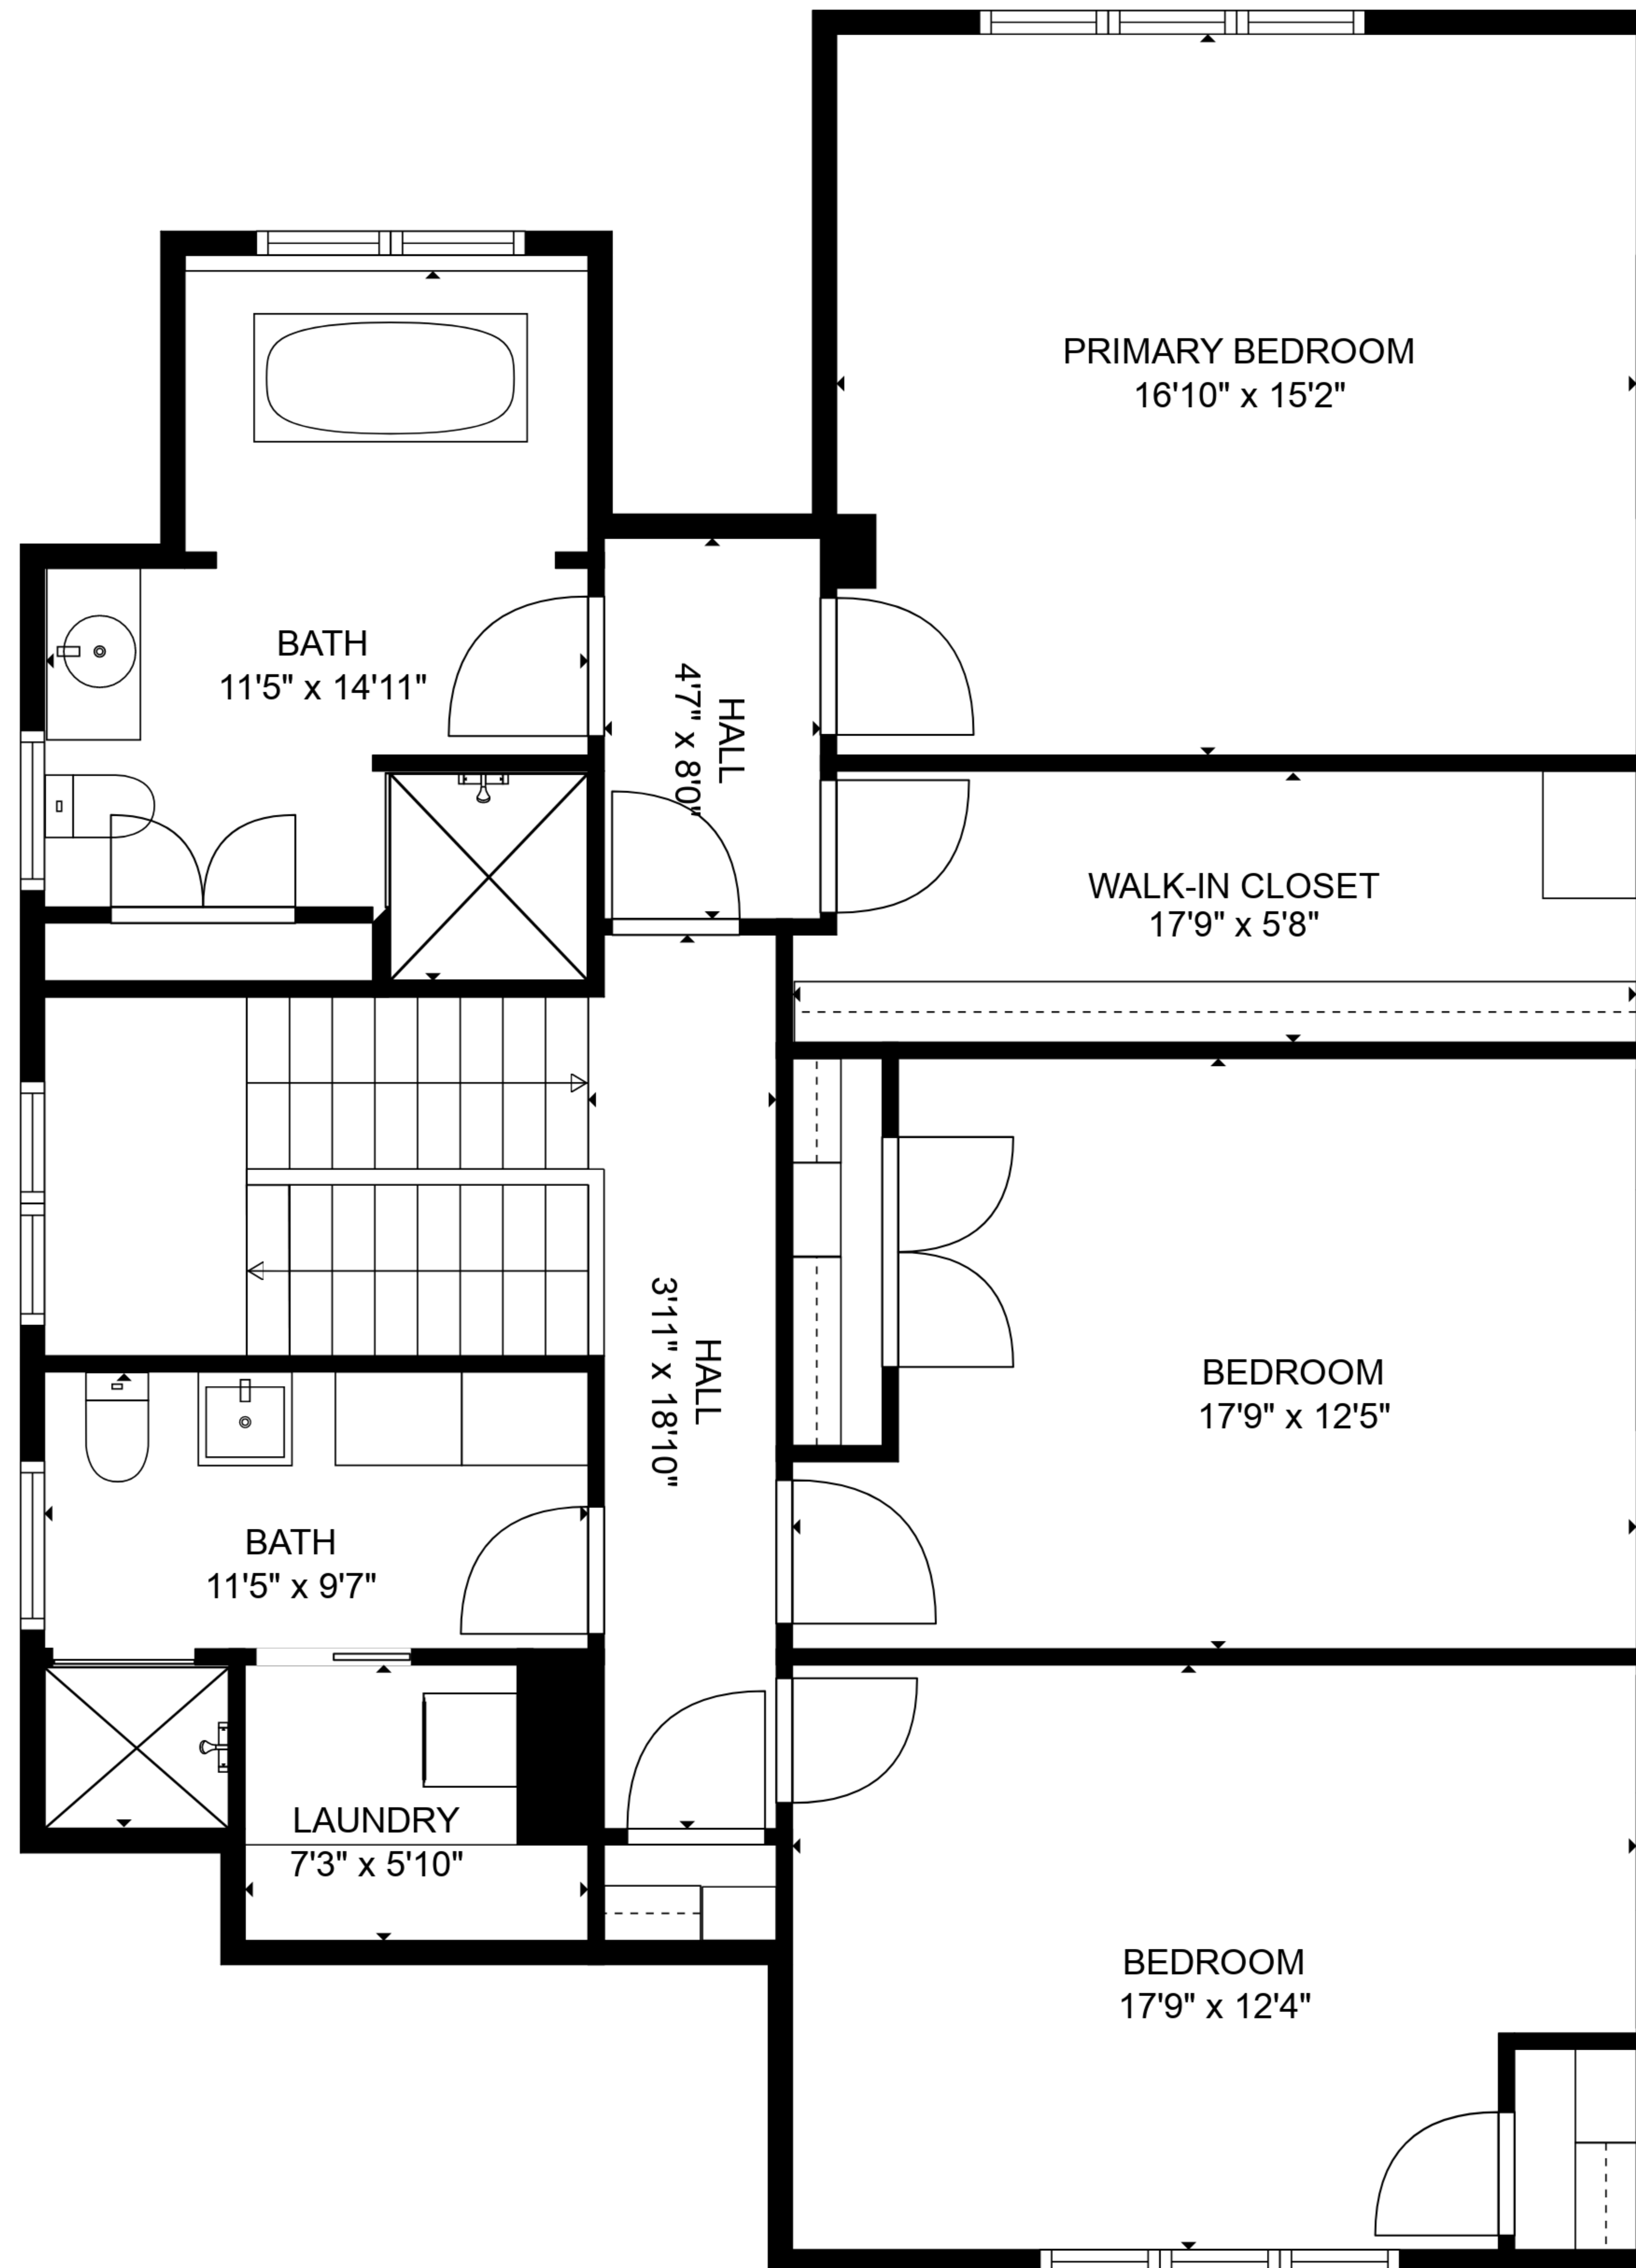 PRIMARY BEDROOM
16'10" x 15'2"
BATH
11'5" x 14'11"
HALL
4'7" x 8'0"
WALK-IN CLOSET
17'9" x 5'8"
HALL
3'11" x 18'10"
BEDROOM
17'9" x 12'5"
BATH
11'5" x 9'7"
LAUNDRY
7'3" x 5'10"
BEDROOM
17'9" x 12'4"